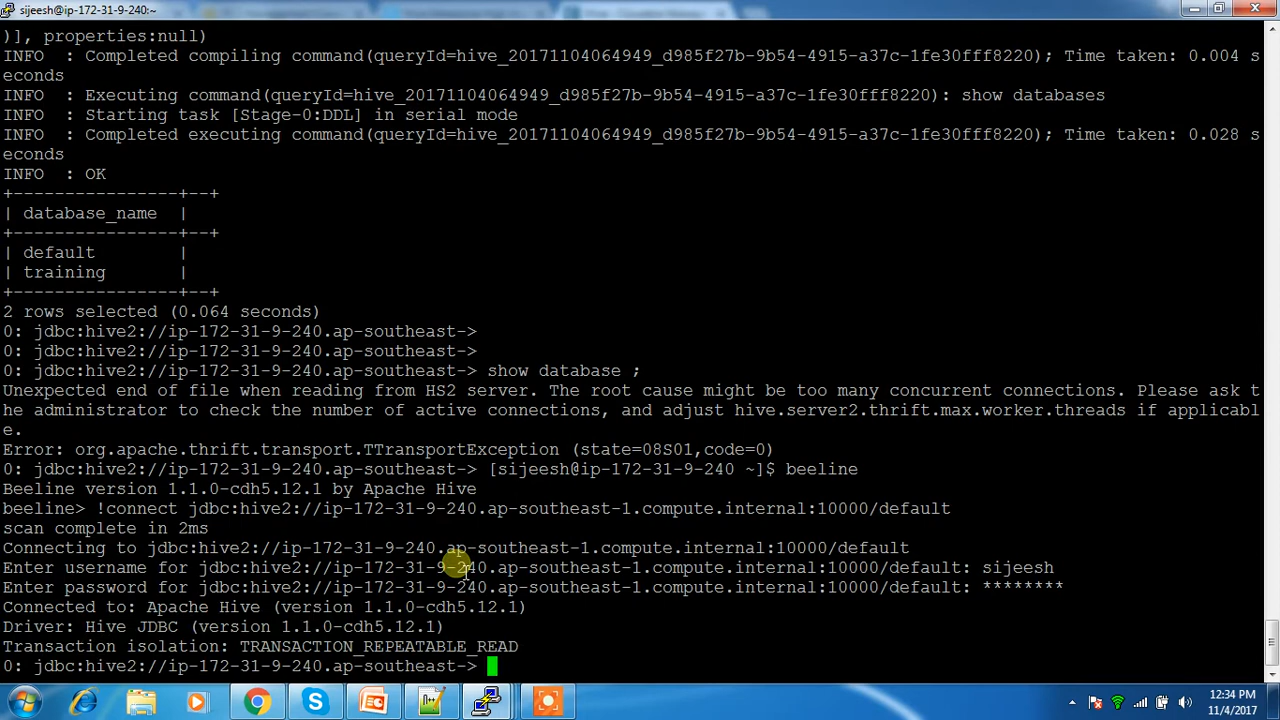 sijeesh@ip-172-31-9-240:~
)], properties:null)
INFO  : Completed compiling command(queryId=hive_20171104064949_d985f27b-9b54-4915-a37c-1fe30fff8220); Time taken: 0.004 s
econds
INFO  : Executing command(queryId=hive_20171104064949_d985f27b-9b54-4915-a37c-1fe30fff8220): show databases
INFO  : Starting task [Stage-0:DDL] in serial mode
INFO  : Completed executing command(queryId=hive_20171104064949_d985f27b-9b54-4915-a37c-1fe30fff8220); Time taken: 0.028 s
econds
INFO  : OK
+----------------+--+
| database_name  |
+----------------+--+
| default        |
| training       |
+----------------+--+
2 rows selected (0.064 seconds)
0: jdbc:hive2://ip-172-31-9-240.ap-southeast->
0: jdbc:hive2://ip-172-31-9-240.ap-southeast->
0: jdbc:hive2://ip-172-31-9-240.ap-southeast-> show database ;
Unexpected end of file when reading from HS2 server. The root cause might be too many concurrent connections. Please ask t
he administrator to check the number of active connections, and adjust hive.server2.thrift.max.worker.threads if applicabl
e.
Error: org.apache.thrift.transport.TTransportException (state=08S01,code=0)
0: jdbc:hive2://ip-172-31-9-240.ap-southeast-> [sijeesh@ip-172-31-9-240 ~]$ beeline
Beeline version 1.1.0-cdh5.12.1 by Apache Hive
beeline> !connect jdbc:hive2://ip-172-31-9-240.ap-southeast-1.compute.internal:10000/default
scan complete in 2ms
Connecting to jdbc:hive2://ip-172-31-9-240.ap-southeast-1.compute.internal:10000/default
Enter username for jdbc:hive2://ip-172-31-9-240.ap-southeast-1.compute.internal:10000/default: sijeesh
Enter password for jdbc:hive2://ip-172-31-9-240.ap-southeast-1.compute.internal:10000/default: ********
Connected to: Apache Hive (version 1.1.0-cdh5.12.1)
Driver: Hive JDBC (version 1.1.0-cdh5.12.1)
Transaction isolation: TRANSACTION_REPEATABLE_READ
0: jdbc:hive2://ip-172-31-9-240.ap-southeast->
12:34 PM
11/4/2017